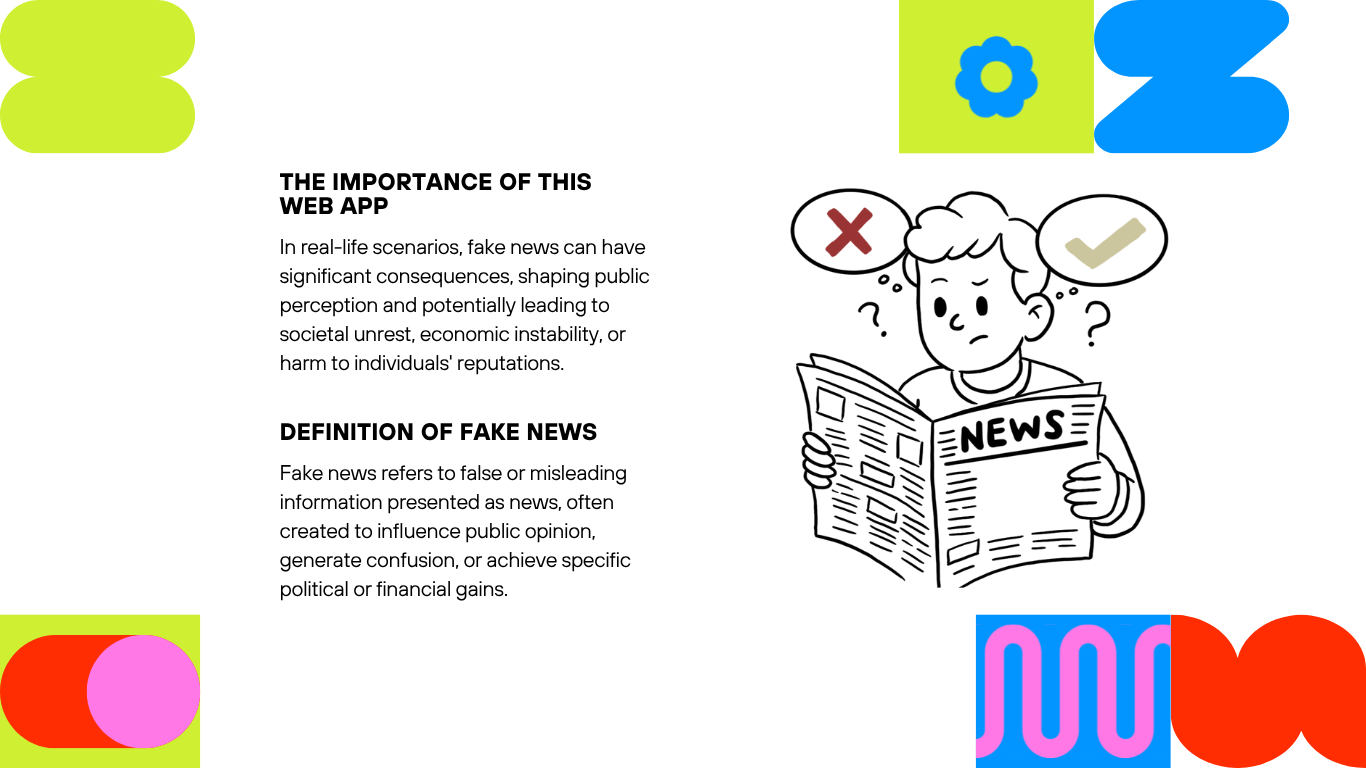 THE IMPORTANCE OF THIS
WEB APP
In real-life scenarios, fake news can have
significant consequences, shaping public
perception and potentially leading to
societal unrest, economic instability, or
harm to individuals' reputations.
DEFINITION OF FAKE NEWS
Fake news refers to false or misleading
information presented as news, often
created to influence public opinion,
generate confusion, or achieve specific
political or financial gains.
?
?
NEWS